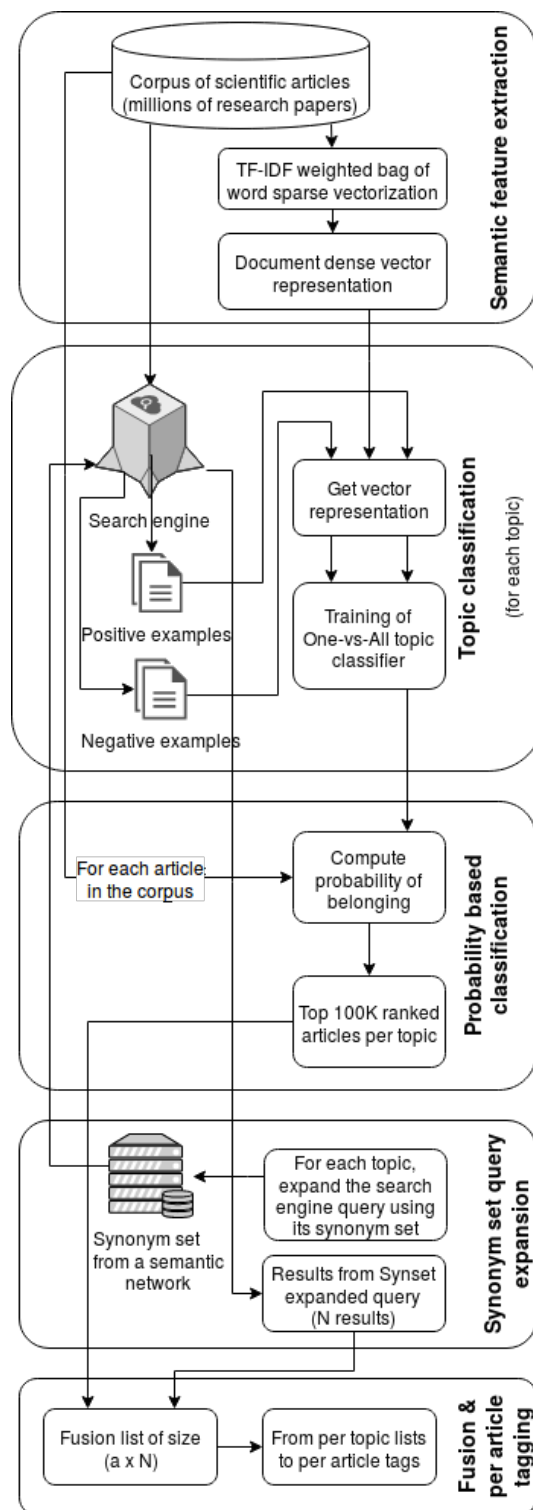 Corpus of scientific articles
(millions of research papers)
TF-IDF weighted bag of
word sparse vectorization
Document dense vector
representation
Semantic feature extraction
Search engine
Get vector
representation
Positive examples
Training of
One-vs-All topic
classifier
Negative examples
Topic classification
(for each topic)
For each article
in the corpus
Compute
probability of
belonging
Top 100K ranked
articles per topic
Probability based
classification
For each topic,
expand the search
engine query using
its synonym set
Synonym set
from a semantic
network
Results from Synset
expanded query
(N results)
Synonym set query
expansion
Fusion list of size
(a x N)
From per topic lists
to per article tags
Fusion &
per article
tagging